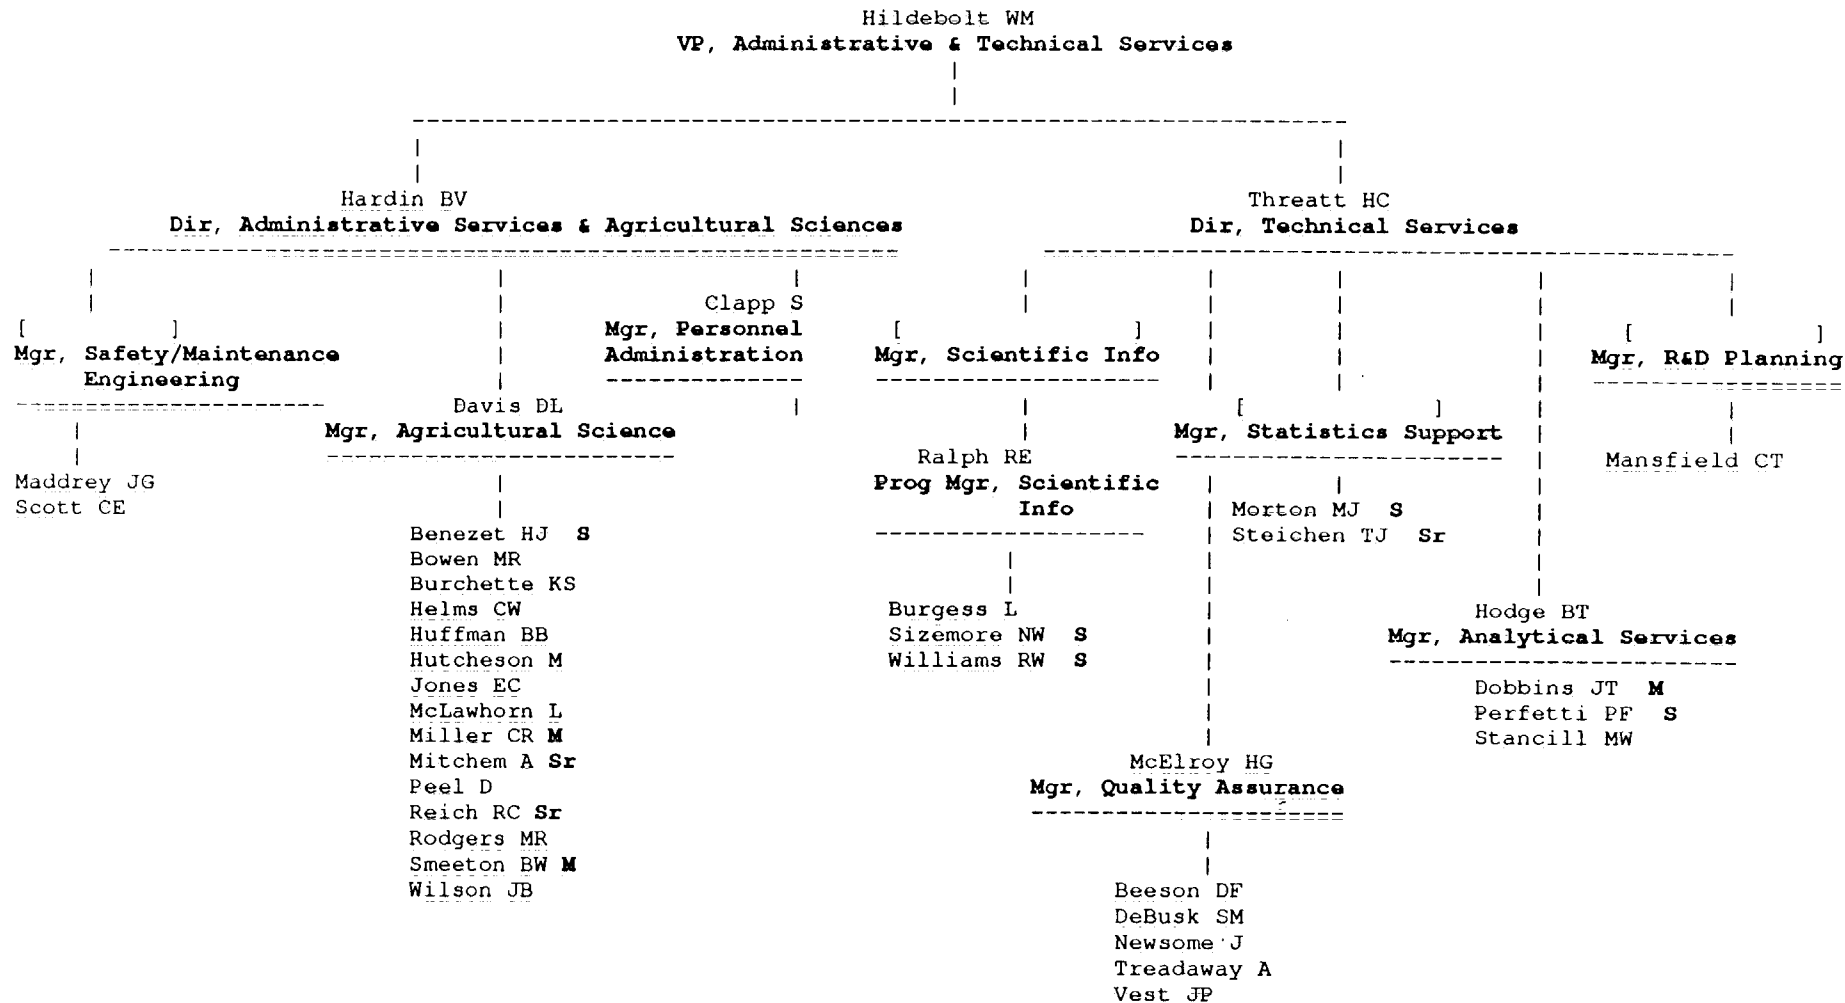 Hildebolt WM
VP, Administrative & Technical Services
Hardin BV
Dir, Administrative Services & Agricultural Sciences
Threatt HC
Dir, Technical Services
[ ]
Mgr, Safety/Maintenance
Engineering
Maddrey JG
Scott CE
Davis DL
Mgr, Agricultural Science
Benezet HJ S
Bowen MR
Burchette KS
Helms CW
Huffman BB
Hutcheson M
Jones EC
McLawhorn L
Miller CR M
Mitchem A Sr
Peel D
Reich RC Sr
Rodgers MR
Smeeton BW M
Wilson JB
Clapp S
Mgr, Personnel
Administration
[ ]
Mgr, Scientific Info
Ralph RE
Prog Mgr, Scientific
Info
Burgess L
Sizemore NW S
Williams RW S
McElroy HG
Mgr, Quality Assurance
Beeson DF
DeBusk SM
Newsome J
Treadaway A
Vest JP
[ ]
Mgr, Statistics Support
Morton MJ S
Steichen TJ Sr
Hodge BT
Mgr, Analytical Services
Dobbins JT M
Perfetti PF S
Stancill MW
[ ]
Mgr, R&D Planning
Mansfield CT